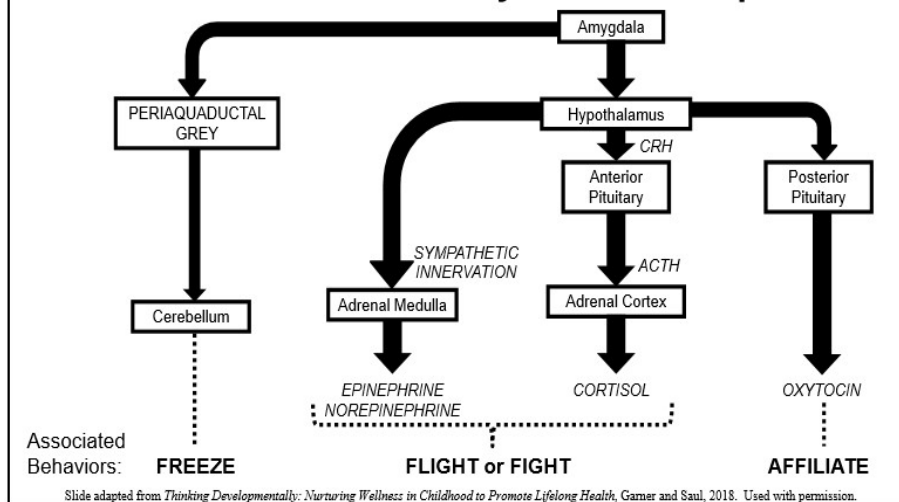 Amygdala
PERIAQUADUCTAL
GREY
Hypothalamus
CRH
Anterior
Pituitary
Posterior
Pituitary
SYMPATHETIC
INNERVATION
ACTH
Cerebellum
Adrenal Medulla
Adrenal Cortex
EPINEPHRINE
NOREPINEPHRINE
CORTISOL
OXYTOCIN
Associated
Behaviors:
FREEZE
FLIGHT or FIGHT
AFFILIATE
Slide adapted from Thinking Developmentally: Nurturing Wellness in Childhood to Promote Lifelong Health, Garner and Saul, 2018. Used with permission.